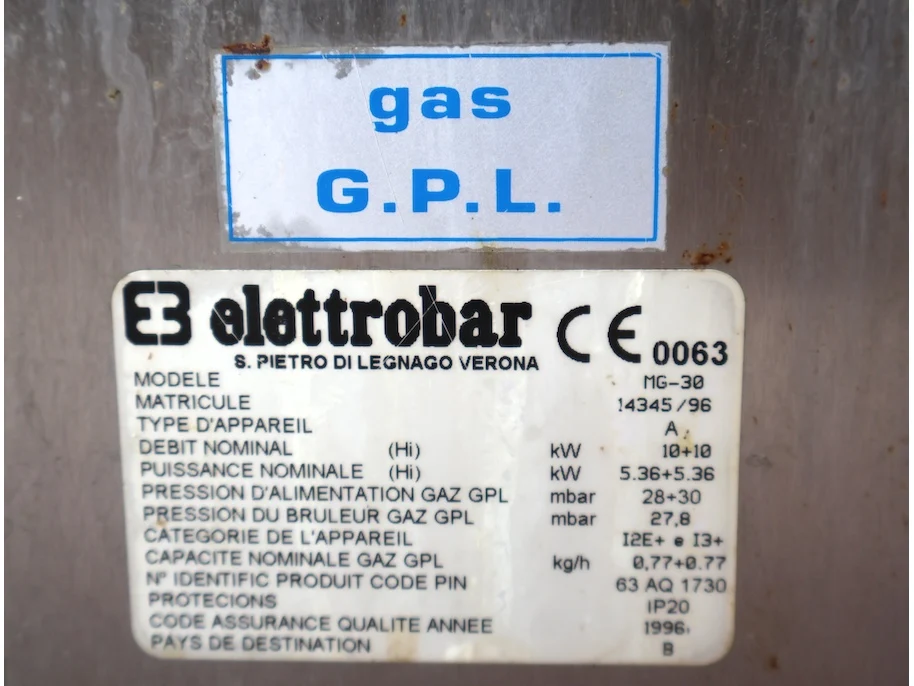 gas
G.P.L.
EB elettrobar CE 0063
S. PIETRO DI LEGNAGO VERONA
MODELE MG-30
MATRICULE 14345/96
TYPE D'APPAREIL A
DEBIT NOMINAL (Hi) kW 10+10
PUISSANCE NOMINALE (Hi) kW 5.36+5.36
PRESSION D'ALIMENTATION GAZ GPL mbar 28+30
PRESSION DU BRULEUR GAZ GPL mbar 27,8
CATEGORIE DE L'APPAREIL I2E+ e I3+
CAPACITE NOMINALE GAZ GPL kg/h 0,77+0.77
N° IDENTIFIC PRODUIT CODE PIN 63 AQ 1730
PROTECIONS IP20
CODE ASSURANCE QUALITE ANNEE 1996
PAYS DE DESTINATION B